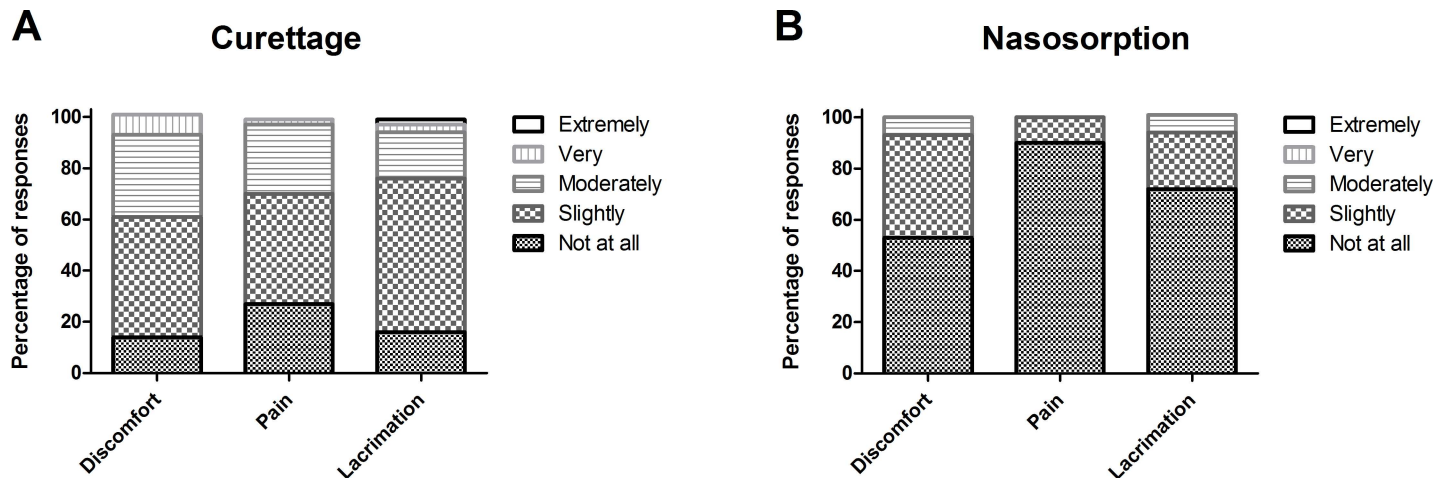 A
Curettage
Percentage of responses
100
80
60
40
20
0
Discomfort
Pain
Lacrimation
Extremely
Very
Moderately
Slightly
Not at all
B
Nasosorption
Percentage of responses
100
80
60
40
20
0
Discomfort
Pain
Lacrimation
Extremely
Very
Moderately
Slightly
Not at all